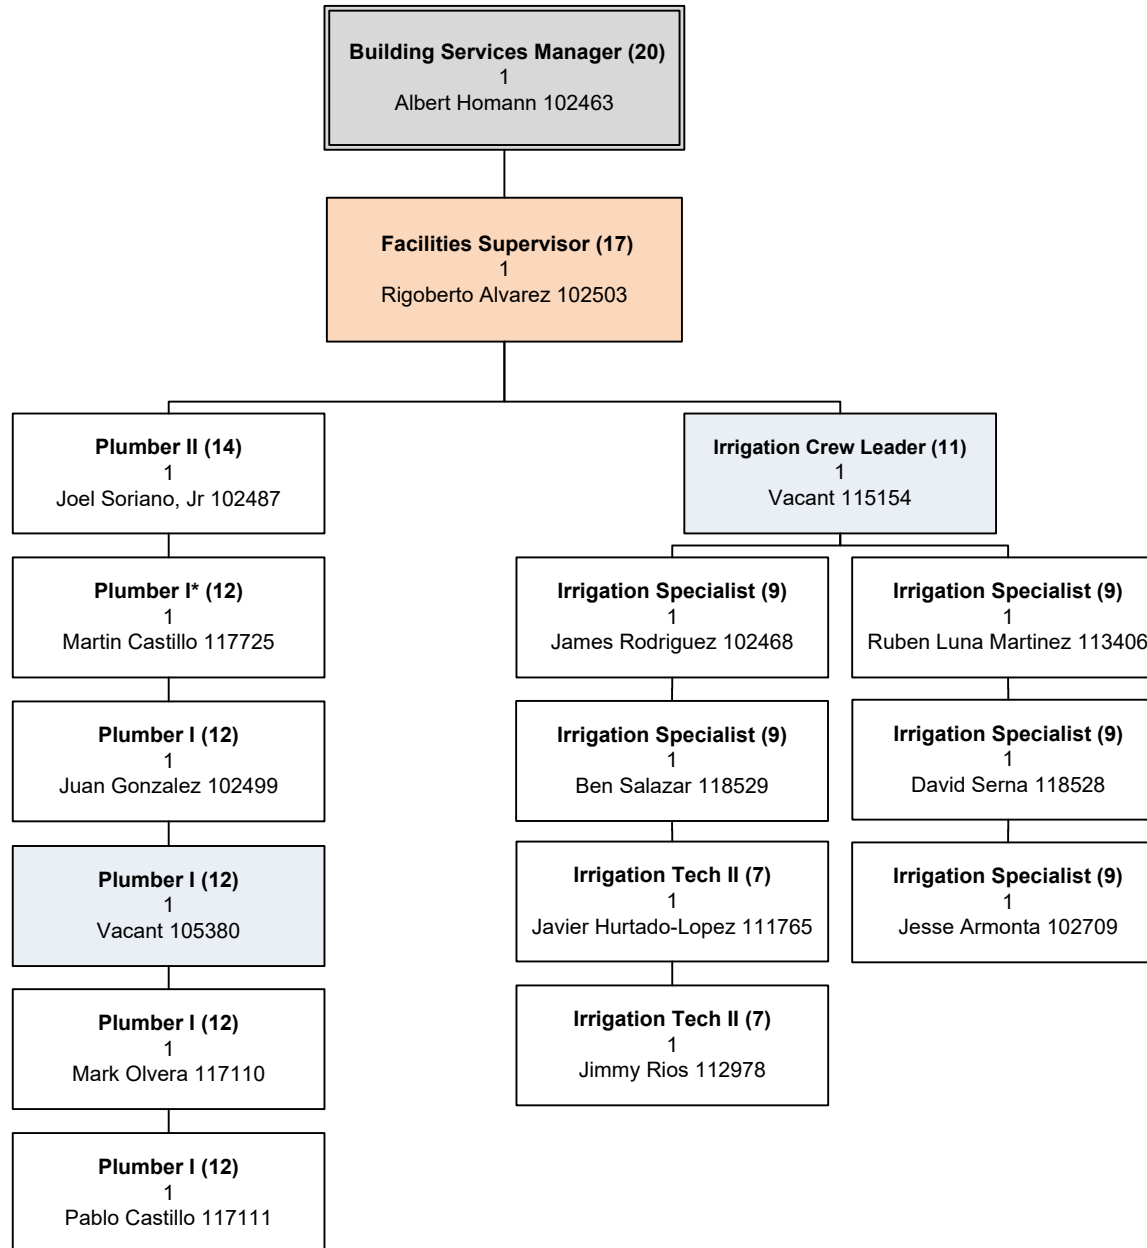 Building Services Manager (20)
1
Albert Homann 102463
Facilities Supervisor (17)
1
Rigoberto Alvarez 102503
Plumber II (14)
1
Joel Soriano, Jr 102487
Plumber I* (12)
1
Martin Castillo 117725
Plumber I (12)
1
Juan Gonzalez 102499
Plumber I (12)
1
Vacant 105380
Plumber I (12)
1
Mark Olvera 117110
Plumber I (12)
1
Pablo Castillo 117111
Irrigation Crew Leader (11)
1
Vacant 115154
Irrigation Specialist (9)
1
James Rodriguez 102468
Irrigation Specialist (9)
1
Ben Salazar 118529
Irrigation Tech II (7)
1
Javier Hurtado-Lopez 111765
Irrigation Tech II (7)
1
Jimmy Rios 112978
Irrigation Specialist (9)
1
Ruben Luna Martinez 113406
Irrigation Specialist (9)
1
David Serna 118528
Irrigation Specialist (9)
1
Jesse Armonta 102709